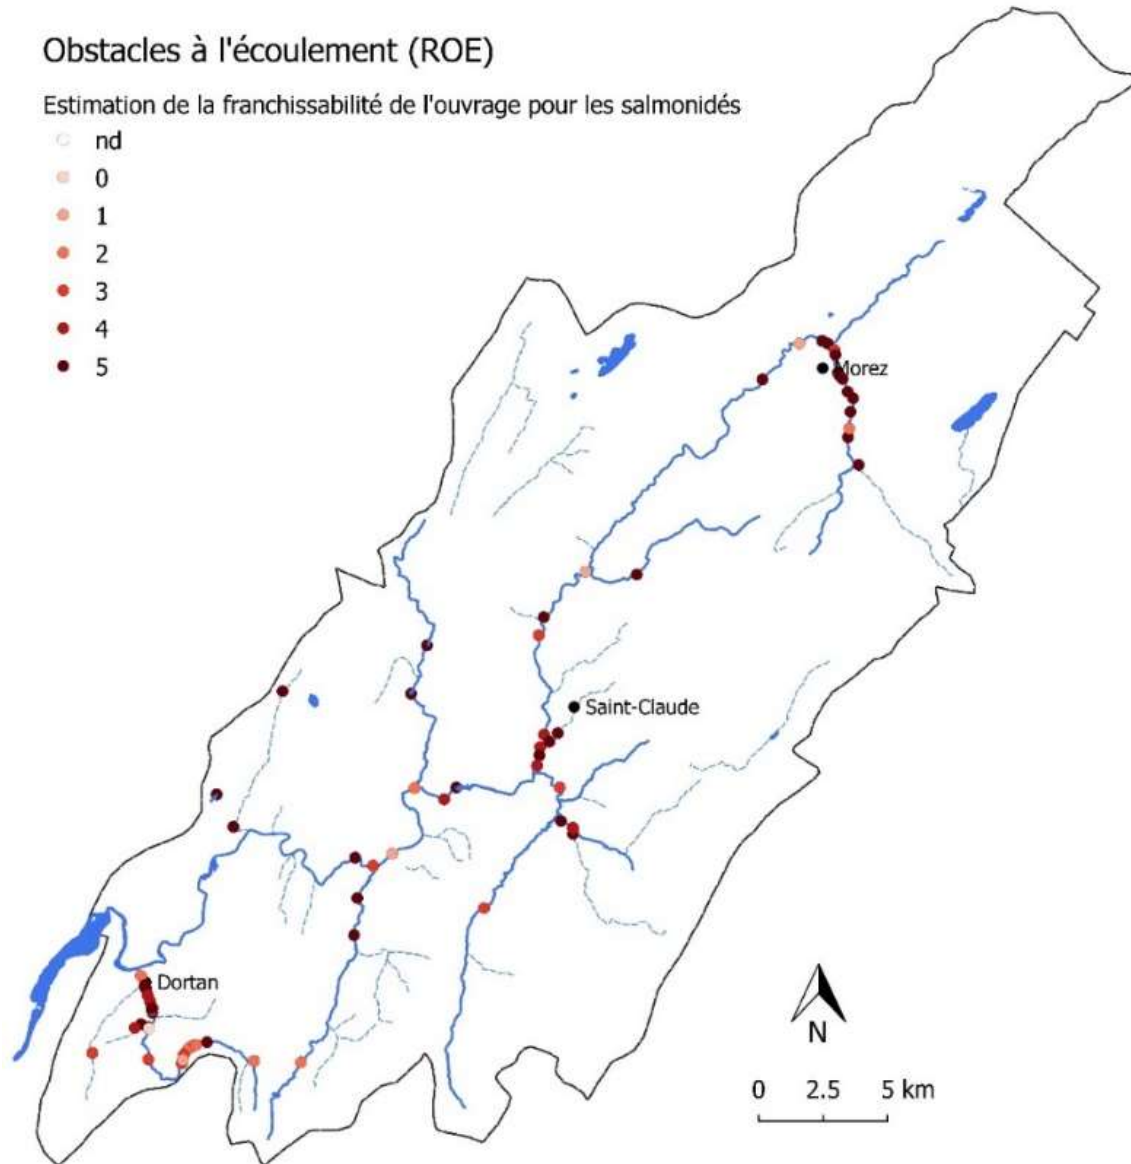 Obstacles à l'écoulement (ROE)
Estimation de la franchissabilité de l'ouvrage pour les salmonidés
nd
0
1
2
3
4
5
Morez
Saint-Claude
Dortan
N
0 2.5 5 km